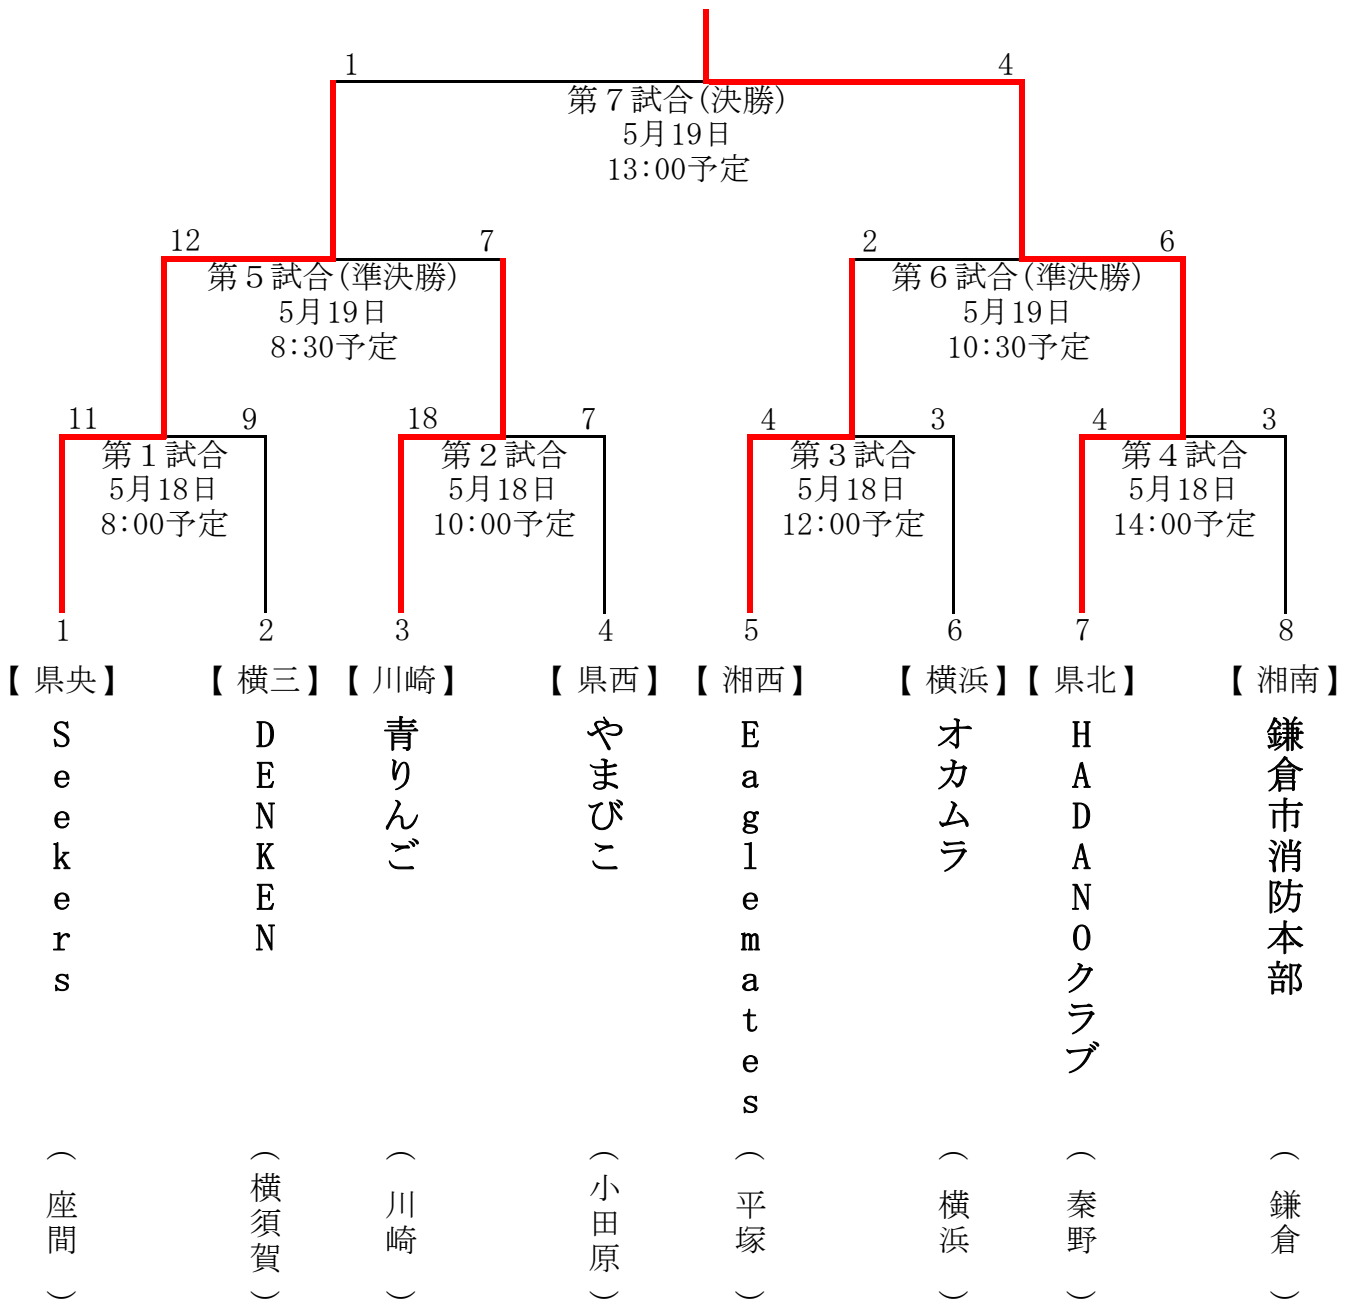 1 4
第７試合(決勝)
5月19日
13:00予定
12 7 2 6
第５試合(準決勝)
5月19日
8:30予定
第６試合(準決勝)
5月19日
10:30予定
11 9 18 7 4 3 4 3
第１試合
5月18日
8:00予定
第２試合
5月18日
10:00予定
第３試合
5月18日
12:00予定
第４試合
5月18日
14:00予定
1 2 3 4 5 6 7 8
【 県央】 【 横三】 【 川崎】 【 県西】 【 湘西】 【 横浜】 【 県北】 【 湘南】
Seekers
DENKEN
青りんご
やまびこ
Eaglemates
オカムラ
HADANOクラブ
鎌倉市消防本部
（座間）
（横須賀）
（川崎）
（小田原）
（平塚）
（横浜）
（秦野）
（鎌倉）